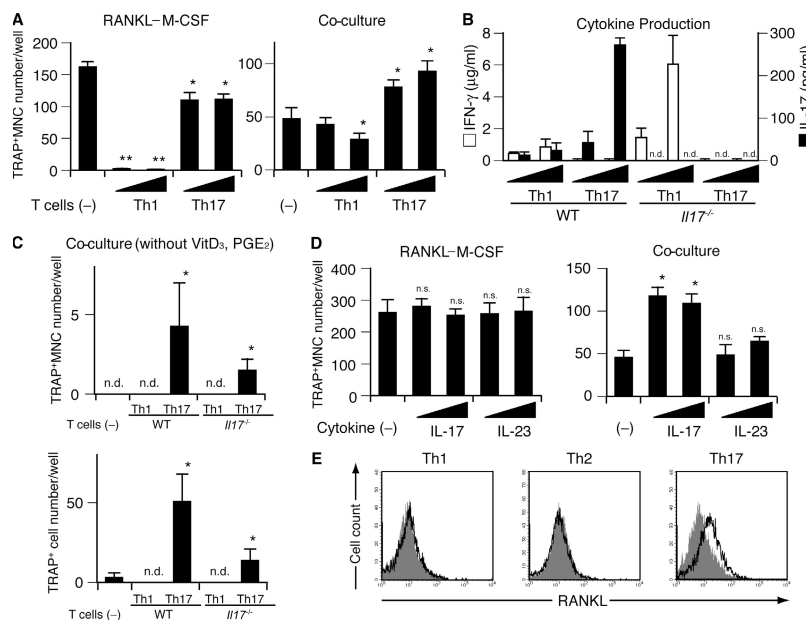 A
RANKL–M-CSF
Co-culture
TRAP⁺MNC number/well
200
150
100
50
0
** **
* *
100
50
0
*
* *
T cells (-) Th1 Th17
(-) Th1 Th17
B
Cytokine Production
IFN-γ (μg/ml)
8
6
4
2
0
300
200
100
0
IL-17 (pg/ml)
n.d. n.d. n.d. n.d.
Th1 Th17 Th1 Th17
WT Il17⁻/⁻
C
Co-culture (without VitD₃, PGE₂)
TRAP⁺MNC number/well
5
0
n.d. n.d. * n.d. *
Th1 Th17 Th1 Th17
T cells (-) WT Il17⁻/⁻
TRAP⁺ cell number/well
50
0
n.d. * n.d. *
Th1 Th17 Th1 Th17
T cells (-) WT Il17⁻/⁻
D
RANKL–M-CSF
Co-culture
TRAP⁺MNC number/well
400
300
200
100
0
n.s. n.s. n.s. n.s.
150
100
50
0
* * n.s. n.s.
Cytokine (-) IL-17 IL-23
(-) IL-17 IL-23
E
Th1 Th2 Th17
Cell count
RANKL